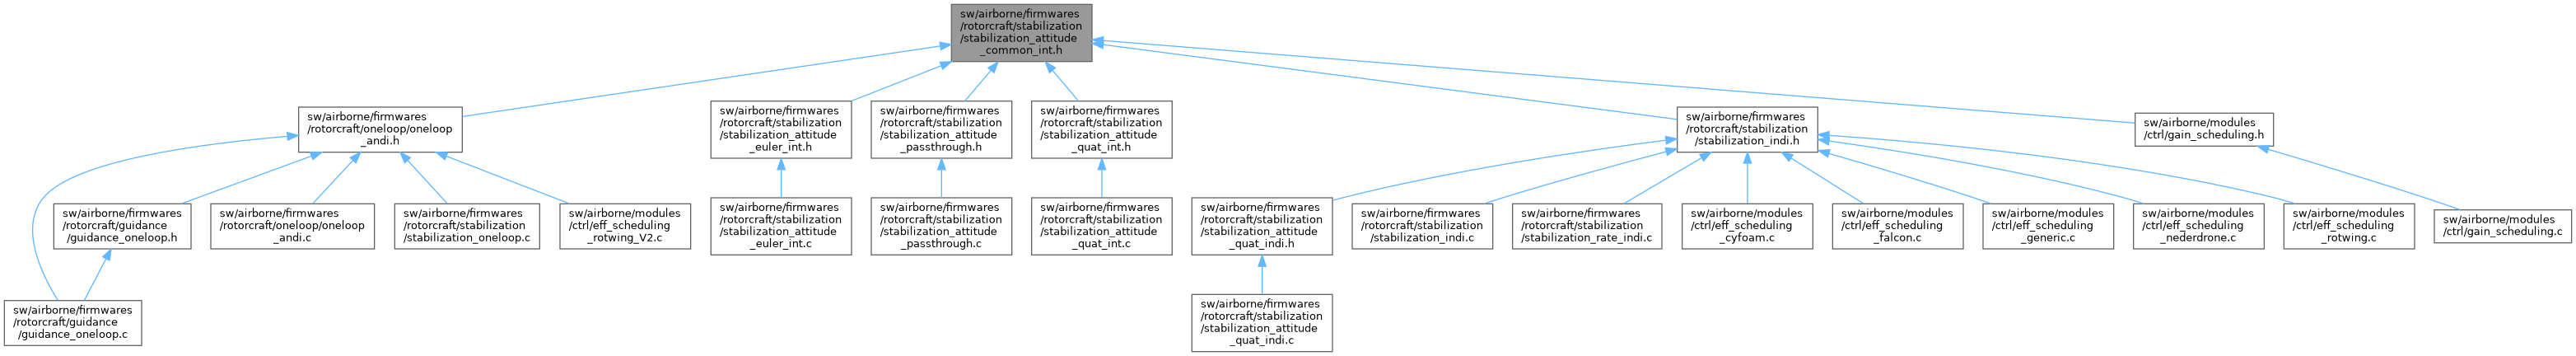 sw/airborne/firmwares
/rotorcraft/stabilization
/stabilization_attitude
_common_int.h
sw/airborne/firmwares
/rotorcraft/oneloop/oneloop
_andi.h
sw/airborne/firmwares
/rotorcraft/stabilization
/stabilization_attitude
_euler_int.h
sw/airborne/firmwares
/rotorcraft/stabilization
/stabilization_attitude
_passthrough.h
sw/airborne/firmwares
/rotorcraft/stabilization
/stabilization_attitude
_quat_int.h
sw/airborne/firmwares
/rotorcraft/stabilization
/stabilization_indi.h
sw/airborne/modules
/ctrl/gain_scheduling.h
sw/airborne/firmwares
/rotorcraft/guidance
/guidance_oneloop.h
sw/airborne/firmwares
/rotorcraft/oneloop/oneloop
_andi.c
sw/airborne/firmwares
/rotorcraft/stabilization
/stabilization_oneloop.c
sw/airborne/modules
/ctrl/eff_scheduling
_rotwing_V2.c
sw/airborne/firmwares
/rotorcraft/stabilization
/stabilization_attitude
_euler_int.c
sw/airborne/firmwares
/rotorcraft/stabilization
/stabilization_attitude
_passthrough.c
sw/airborne/firmwares
/rotorcraft/stabilization
/stabilization_attitude
_quat_int.c
sw/airborne/firmwares
/rotorcraft/stabilization
/stabilization_attitude
_quat_indi.h
sw/airborne/firmwares
/rotorcraft/stabilization
/stabilization_indi.c
sw/airborne/firmwares
/rotorcraft/stabilization
/stabilization_rate_indi.c
sw/airborne/modules
/ctrl/eff_scheduling
_cyfoam.c
sw/airborne/modules
/ctrl/eff_scheduling
_falcon.c
sw/airborne/modules
/ctrl/eff_scheduling
_generic.c
sw/airborne/modules
/ctrl/eff_scheduling
_nederdrone.c
sw/airborne/modules
/ctrl/eff_scheduling
_rotwing.c
sw/airborne/modules
/ctrl/gain_scheduling.c
sw/airborne/firmwares
/rotorcraft/guidance
/guidance_oneloop.c
sw/airborne/firmwares
/rotorcraft/stabilization
/stabilization_attitude
_quat_indi.c